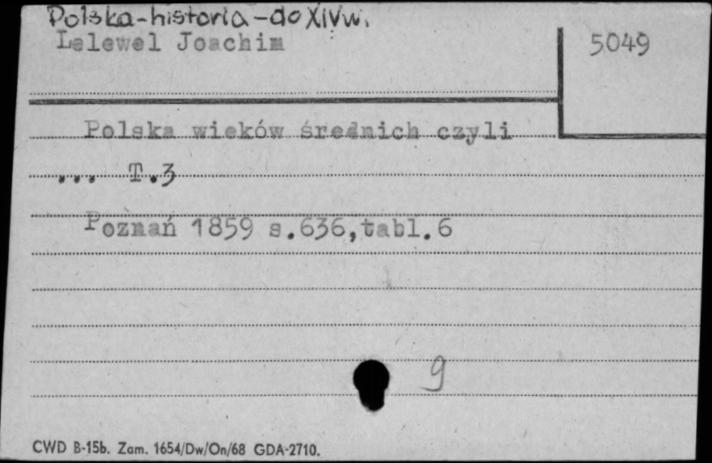 Polska-historia-do XIVw.
Lelewel Joachim
5049
Polska wieków średnich czyli
... T.3
Poznań 1859 s.636,tabl.6
9
CWD B-15b. Zam. 1654/Dw/On/68 GDA-2710.